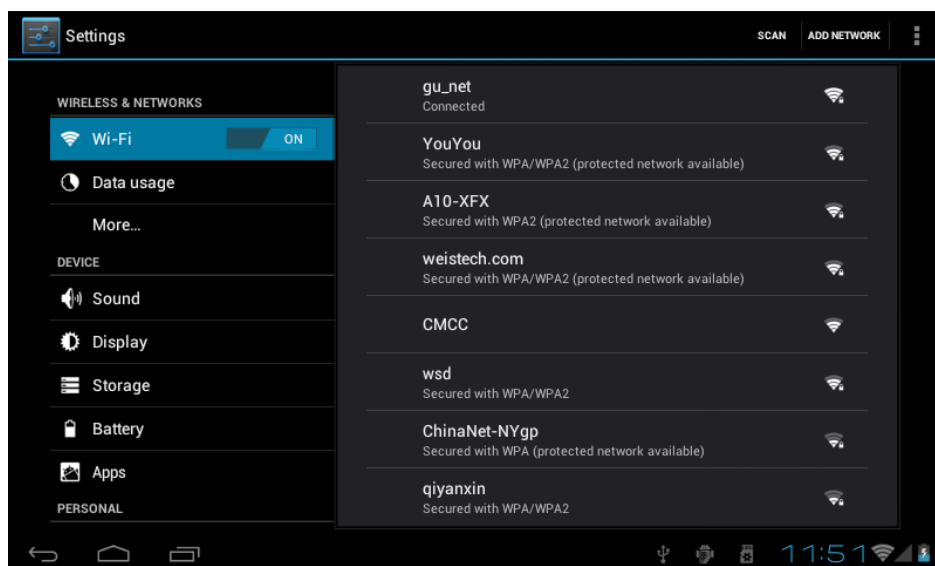 Settings
SCAN
ADD NETWORK
WIRELESS & NETWORKS
Wi-Fi
ON
Data usage
More...
DEVICE
Sound
Display
Storage
Battery
Apps
PERSONAL
gu_net
Connected
YouYou
Secured with WPA/WPA2 (protected network available)
A10-XFX
Secured with WPA2 (protected network available)
weistech.com
Secured with WPA/WPA2 (protected network available)
CMCC
wsd
Secured with WPA/WPA2
ChinaNet-NYgp
Secured with WPA (protected network available)
qiyanxin
Secured with WPA/WPA2
11:51